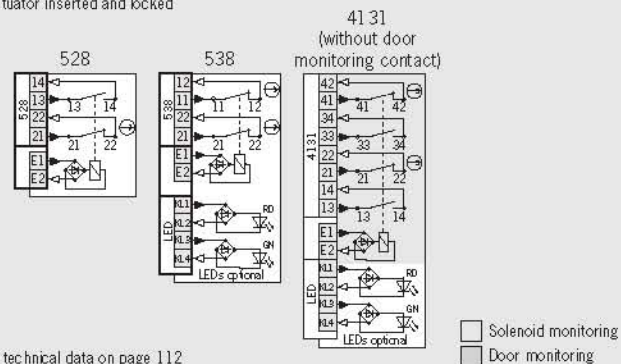 tuator inserted and locked
528
538
4131
(without door
monitoring contact)
528
14
13
22
21
E1
E2
13 14
21 22
538
12
11
22
21
E1
E2
11 12
21 22
LED
KL1
KL2
KL3
KL4
RD
GN
LEDs optional
4131
42
41
34
33
22
21
14
13
E1
E2
41 42
33 34
21 22
13 14
LED
KL1
KL2
KL3
KL4
RD
GN
LEDs optional
Solenoid monitoring
Door monitoring
technical data on page 112